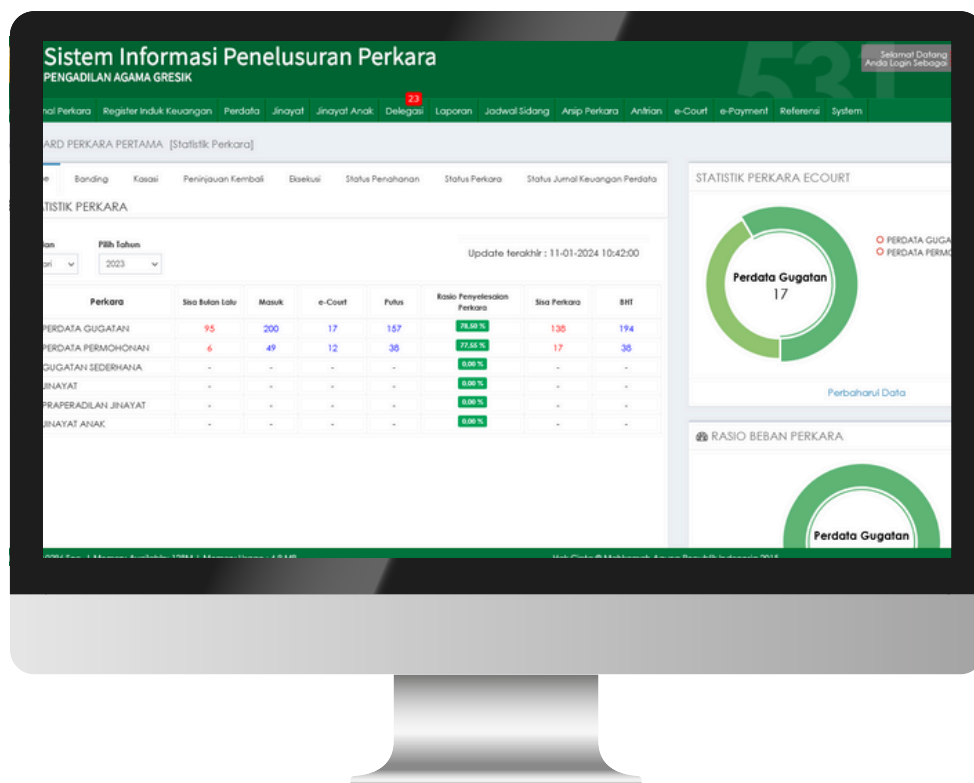 Sistem Informasi Penelusuran Perkara
PENGADILAN AGAMA GRESIK
531
Selamat Datang
Anda Login Sebagai
nal Perkara Register Induk Keuangan Perdata Jinayat Jinayat Anak Delegasi 23 Laporan Jadwal Sidang Arsip Perkara Antrian e-Court e-Payment Referensi System
ARD PERKARA PERTAMA [Statistik Perkara]
Banding Kasasi Peninjauan Kembali Eksekusi Status Penahanan Status Perkara Status Jurnal Keuangan Perdata
TISTIK PERKARA
Pilih Tahun
2023
Update terakhir : 11-01-2024 10:42:00
Perkara Sisa Bulan Lalu Masuk e-Court Putus Rasio Penyelesaian Perkara Sisa Perkara BHT
PERDATA GUGATAN 95 200 17 157 78,50 % 138 194
PERDATA PERMOHONAN 6 49 12 38 77,55 % 17 38
GUGATAN SEDERHANA - - - - 0,00 % - -
JINAYAT - - - - 0,00 % - -
PRAPERADILAN JINAYAT - - - - 0,00 % - -
JINAYAT ANAK - - - - 0,00 % - -
STATISTIK PERKARA ECOURT
PERDATA GUGA
PERDATA PERMO
Perdata Gugatan
17
Perbaharui Data
RASIO BEBAN PERKARA
Perdata Gugatan